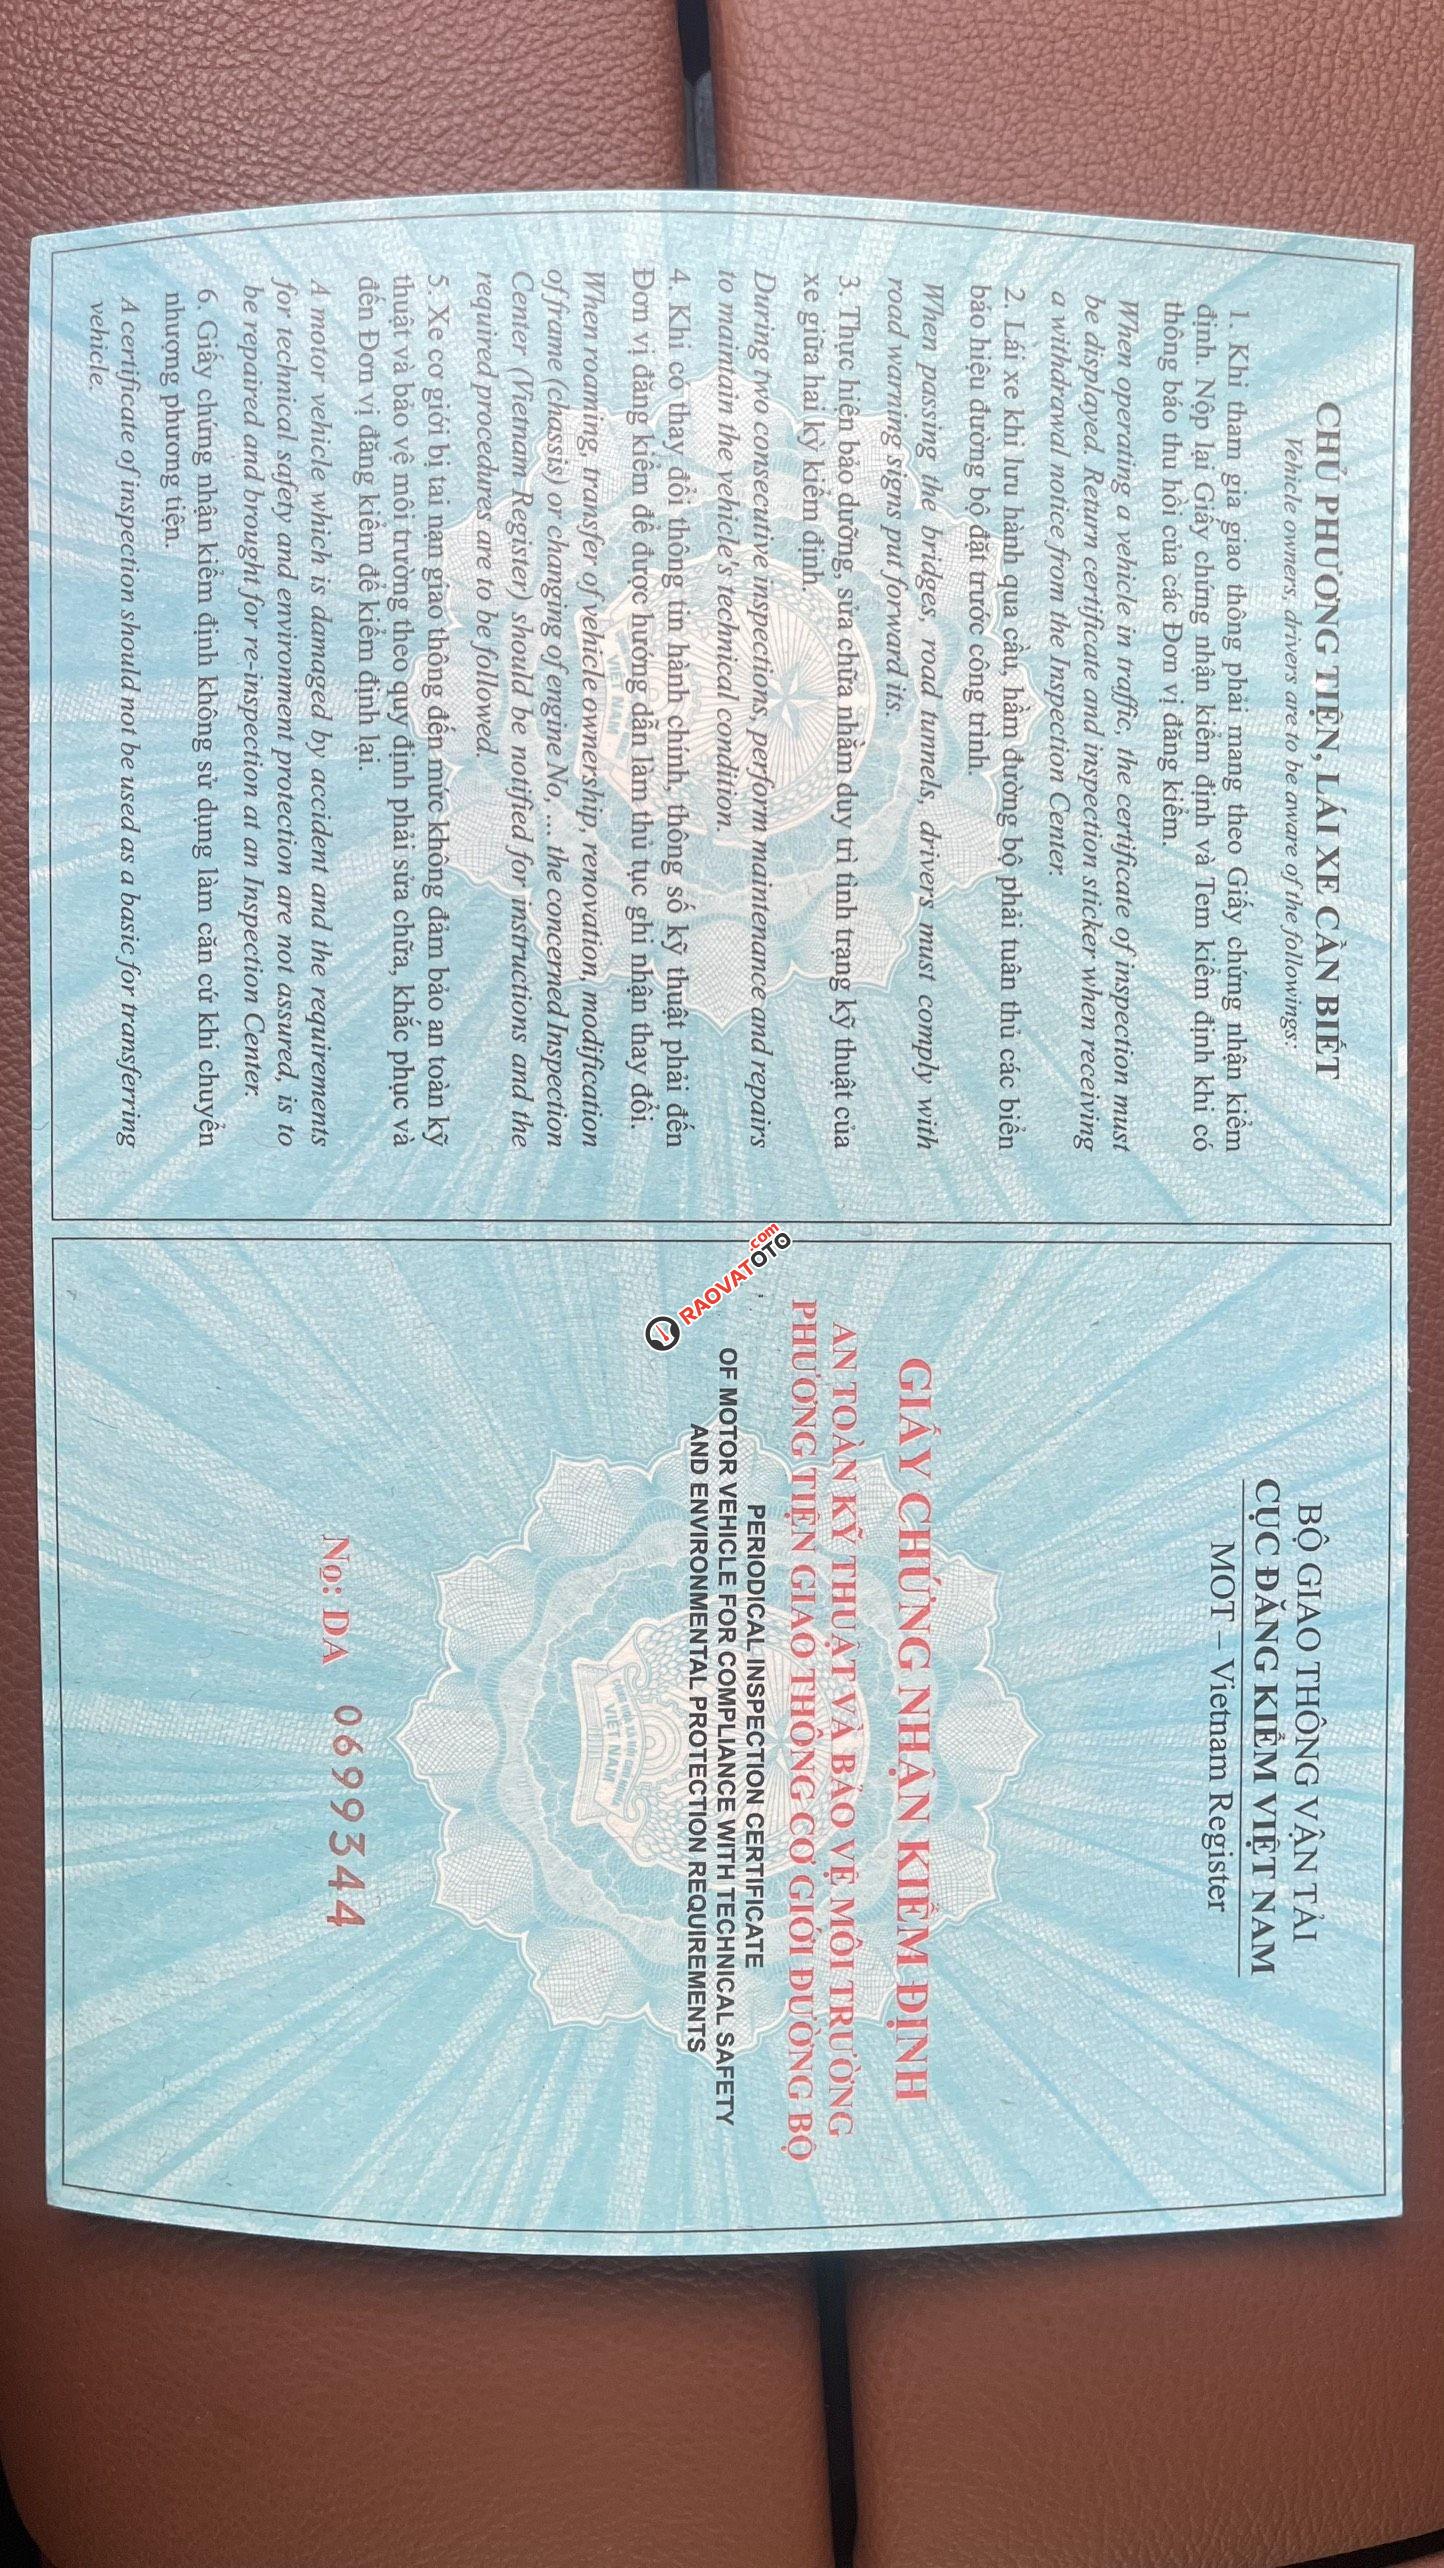 CHỦ PHƯƠNG TIỆN, LÁI XE CẦN BIẾT
Vehicle owners, drivers are to be aware of the followings:
1. Khi tham gia giao thông phải mang theo Giấy chứng nhận kiểm
định. Nộp lại Giấy chứng nhận kiểm định và Tem kiểm định khi có
thông báo thu hồi của các Đơn vị đăng kiểm.
When operating a vehicle in traffic, the certificate of inspection must
be displayed. Return certificate and inspection sticker when receiving
a withdrawal notice from the Inspection Center.
2. Lái xe khi lưu hành qua cầu, hầm đường bộ phải tuân thủ các biển
báo hiệu đường bộ đặt trước công trình.
When passing the bridges, road tunnels, drivers must comply with
road warning signs put forward its.
3. Thực hiện bảo dưỡng, sửa chữa nhằm duy trì tình trạng kỹ thuật của
xe giữa hai kỳ kiểm định.
During two consecutive inspections, perform maintenance and repairs
to maintain the vehicle's technical condition.
4. Khi có thay đổi thông tin hành chính, thông số kỹ thuật phải đến
Đơn vị đăng kiểm để được hướng dẫn làm thủ tục ghi nhận thay đổi.
When roaming, transfer of vehicle ownership, renovation, modification
of frame (chassis) or changing of engine No,... the concerned Inspection
Center (Vietnam Register) should be notified for instructions and the
required procedures are to be followed.
5. Xe cơ giới bị tai nạn giao thông đến mức không đảm bảo an toàn kỹ
thuật và bảo vệ môi trường theo quy định phải sửa chữa, khắc phục và
đến Đơn vị đăng kiểm để kiểm định lại.
A motor vehicle which is damaged by accident and the requirements
for technical safety and environment protection are not assured, is to
be repaired and brought for re-inspection at an Inspection Center.
6. Giấy chứng nhận kiểm định không sử dụng làm căn cứ khi chuyển
nhượng phương tiện.
A certificate of inspection should not be used as a basic for transferring
vehicle.
VIỆT NAM
BỘ GIAO THÔNG VẬN TẢI
CỤC ĐĂNG KIỂM VIỆT NAM
MOT – Vietnam Register
GIẤY CHỨNG NHẬN KIỂM ĐỊNH
AN TOÀN KỸ THUẬT VÀ BẢO VỆ MÔI TRƯỜNG
PHƯƠNG TIỆN GIAO THÔNG CƠ GIỚI ĐƯỜNG BỘ
PERIODICAL INSPECTION CERTIFICATE
OF MOTOR VEHICLE FOR COMPLIANCE WITH TECHNICAL SAFETY
AND ENVIRONMENTAL PROTECTION REQUIREMENTS
VIỆT NAM
No: DA 0699344
RAOVATOTO.com